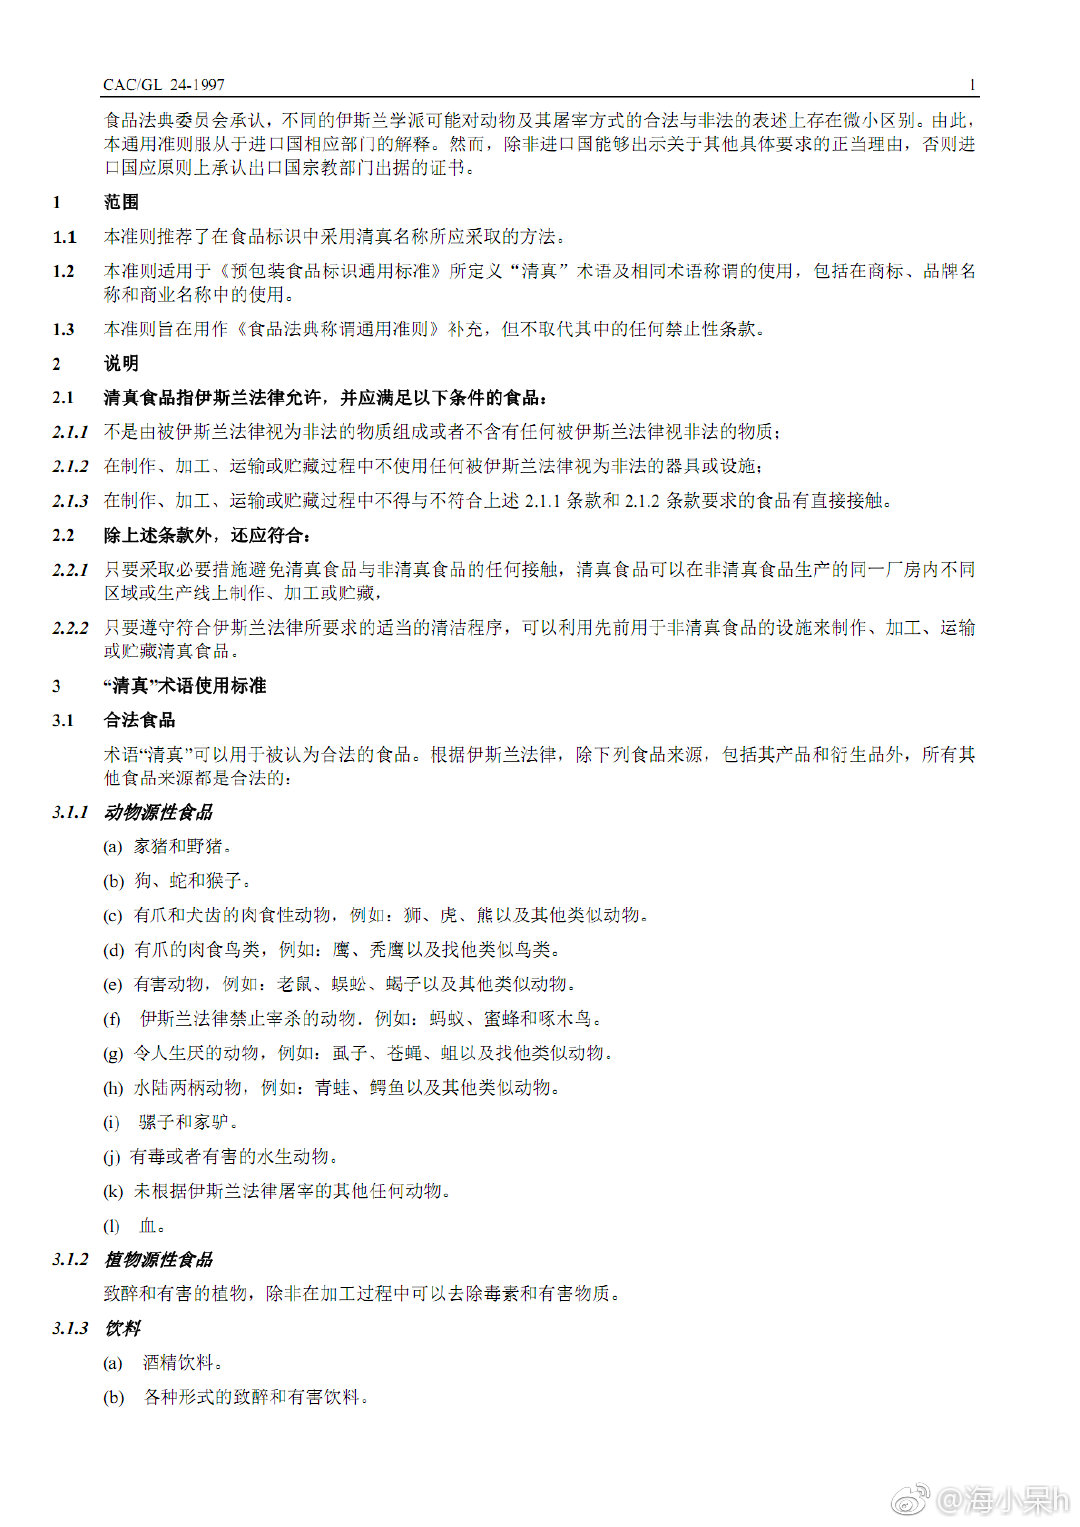 CAC/GL 24-1997 1
食品法典委员会承认，不同的伊斯兰学派可能对动物及其屠宰方式的合法与非法的表述上存在微小区别。由此，
本通用准则服从于进口国相应部门的解释。然而，除非进口国能够出示关于其他具体要求的正当理由，否则进
口国应原则上承认出口国宗教部门出据的证书。
1 范围
1.1 本准则推荐了在食品标识中采用清真名称所应采取的方法。
1.2 本准则适用于《预包装食品标识通用标准》所定义“清真”术语及相同术语称谓的使用，包括在商标、品牌名
称和商业名称中的使用。
1.3 本准则旨在用作《食品法典称谓通用准则》补充，但不取代其中的任何禁止性条款。
2 说明
2.1 清真食品指伊斯兰法律允许，并应满足以下条件的食品：
2.1.1 不是由被伊斯兰法律视为非法的物质组成或者不含有任何被伊斯兰法律视非法的物质；
2.1.2 在制作、加工、运输或贮藏过程中不使用任何被伊斯兰法律视为非法的器具或设施；
2.1.3 在制作、加工、运输或贮藏过程中不得与不符合上述 2.1.1 条款和 2.1.2 条款要求的食品有直接接触。
2.2 除上述条款外，还应符合：
2.2.1 只要采取必要措施避免清真食品与非清真食品的任何接触，清真食品可以在非清真食品生产的同一厂房内不同
区域或生产线上制作、加工或贮藏，
2.2.2 只要遵守符合伊斯兰法律所要求的适当的清洁程序，可以利用先前用于非清真食品的设施来制作、加工、运输
或贮藏清真食品。
3 “清真”术语使用标准
3.1 合法食品
术语“清真”可以用于被认为合法的食品。根据伊斯兰法律，除下列食品来源，包括其产品和衍生品外，所有其
他食品来源都是合法的：
3.1.1 动物源性食品
(a) 家猪和野猪。
(b) 狗、蛇和猴子。
(c) 有爪和犬齿的肉食性动物，例如：狮、虎、熊以及其他类似动物。
(d) 有爪的肉食鸟类，例如：鹰、秃鹰以及找他类似鸟类。
(e) 有害动物，例如：老鼠、蜈蚣、蝎子以及其他类似动物。
(f) 伊斯兰法律禁止宰杀的动物．例如：蚂蚁、蜜蜂和啄木鸟。
(g) 令人生厌的动物，例如：虱子、苍蝇、蛆以及找他类似动物。
(h) 水陆两柄动物，例如：青蛙、鳄鱼以及其他类似动物。
(i) 骡子和家驴。
(j) 有毒或者有害的水生动物。
(k) 未根据伊斯兰法律屠宰的其他任何动物。
(l) 血。
3.1.2 植物源性食品
致醉和有害的植物，除非在加工过程中可以去除毒素和有害物质。
3.1.3 饮料
(a) 酒精饮料。
(b) 各种形式的致醉和有害饮料。
@海小呆h